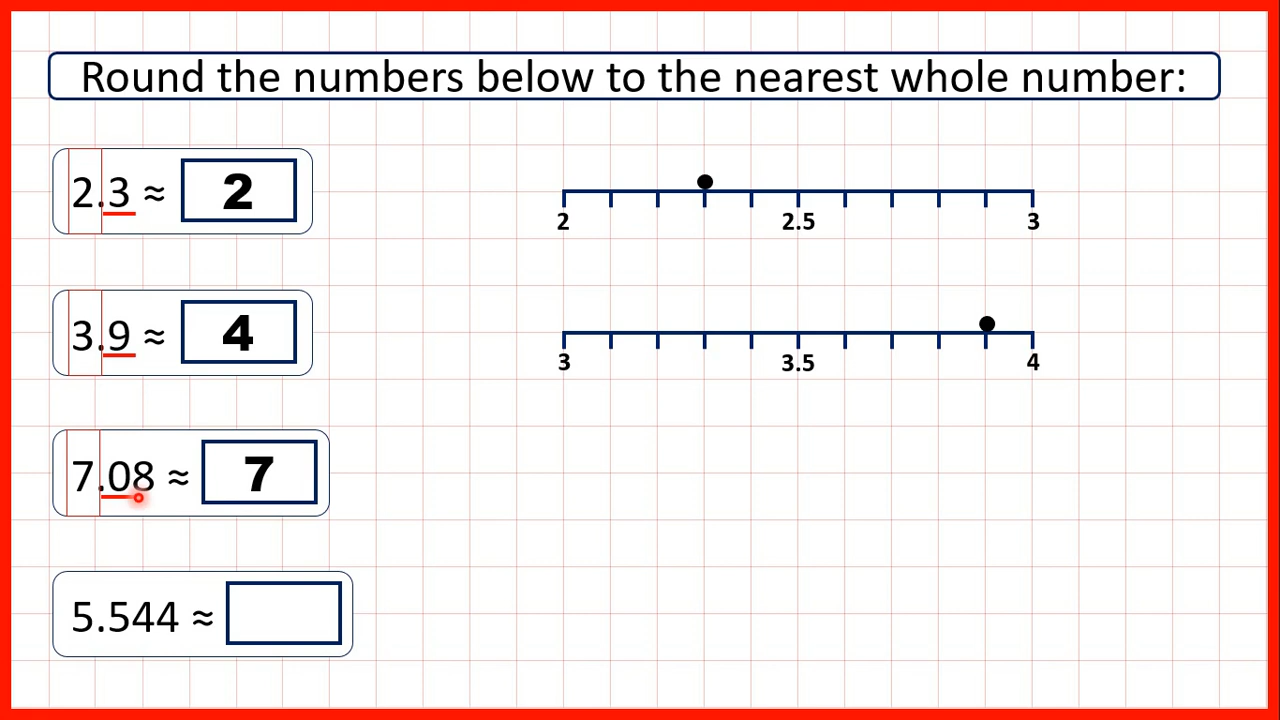 Round the numbers below to the nearest whole number:
2.3 ≈ 2
2 2.5 3
3.9 ≈ 4
3 3.5 4
7.08 ≈ 7
5.544 ≈